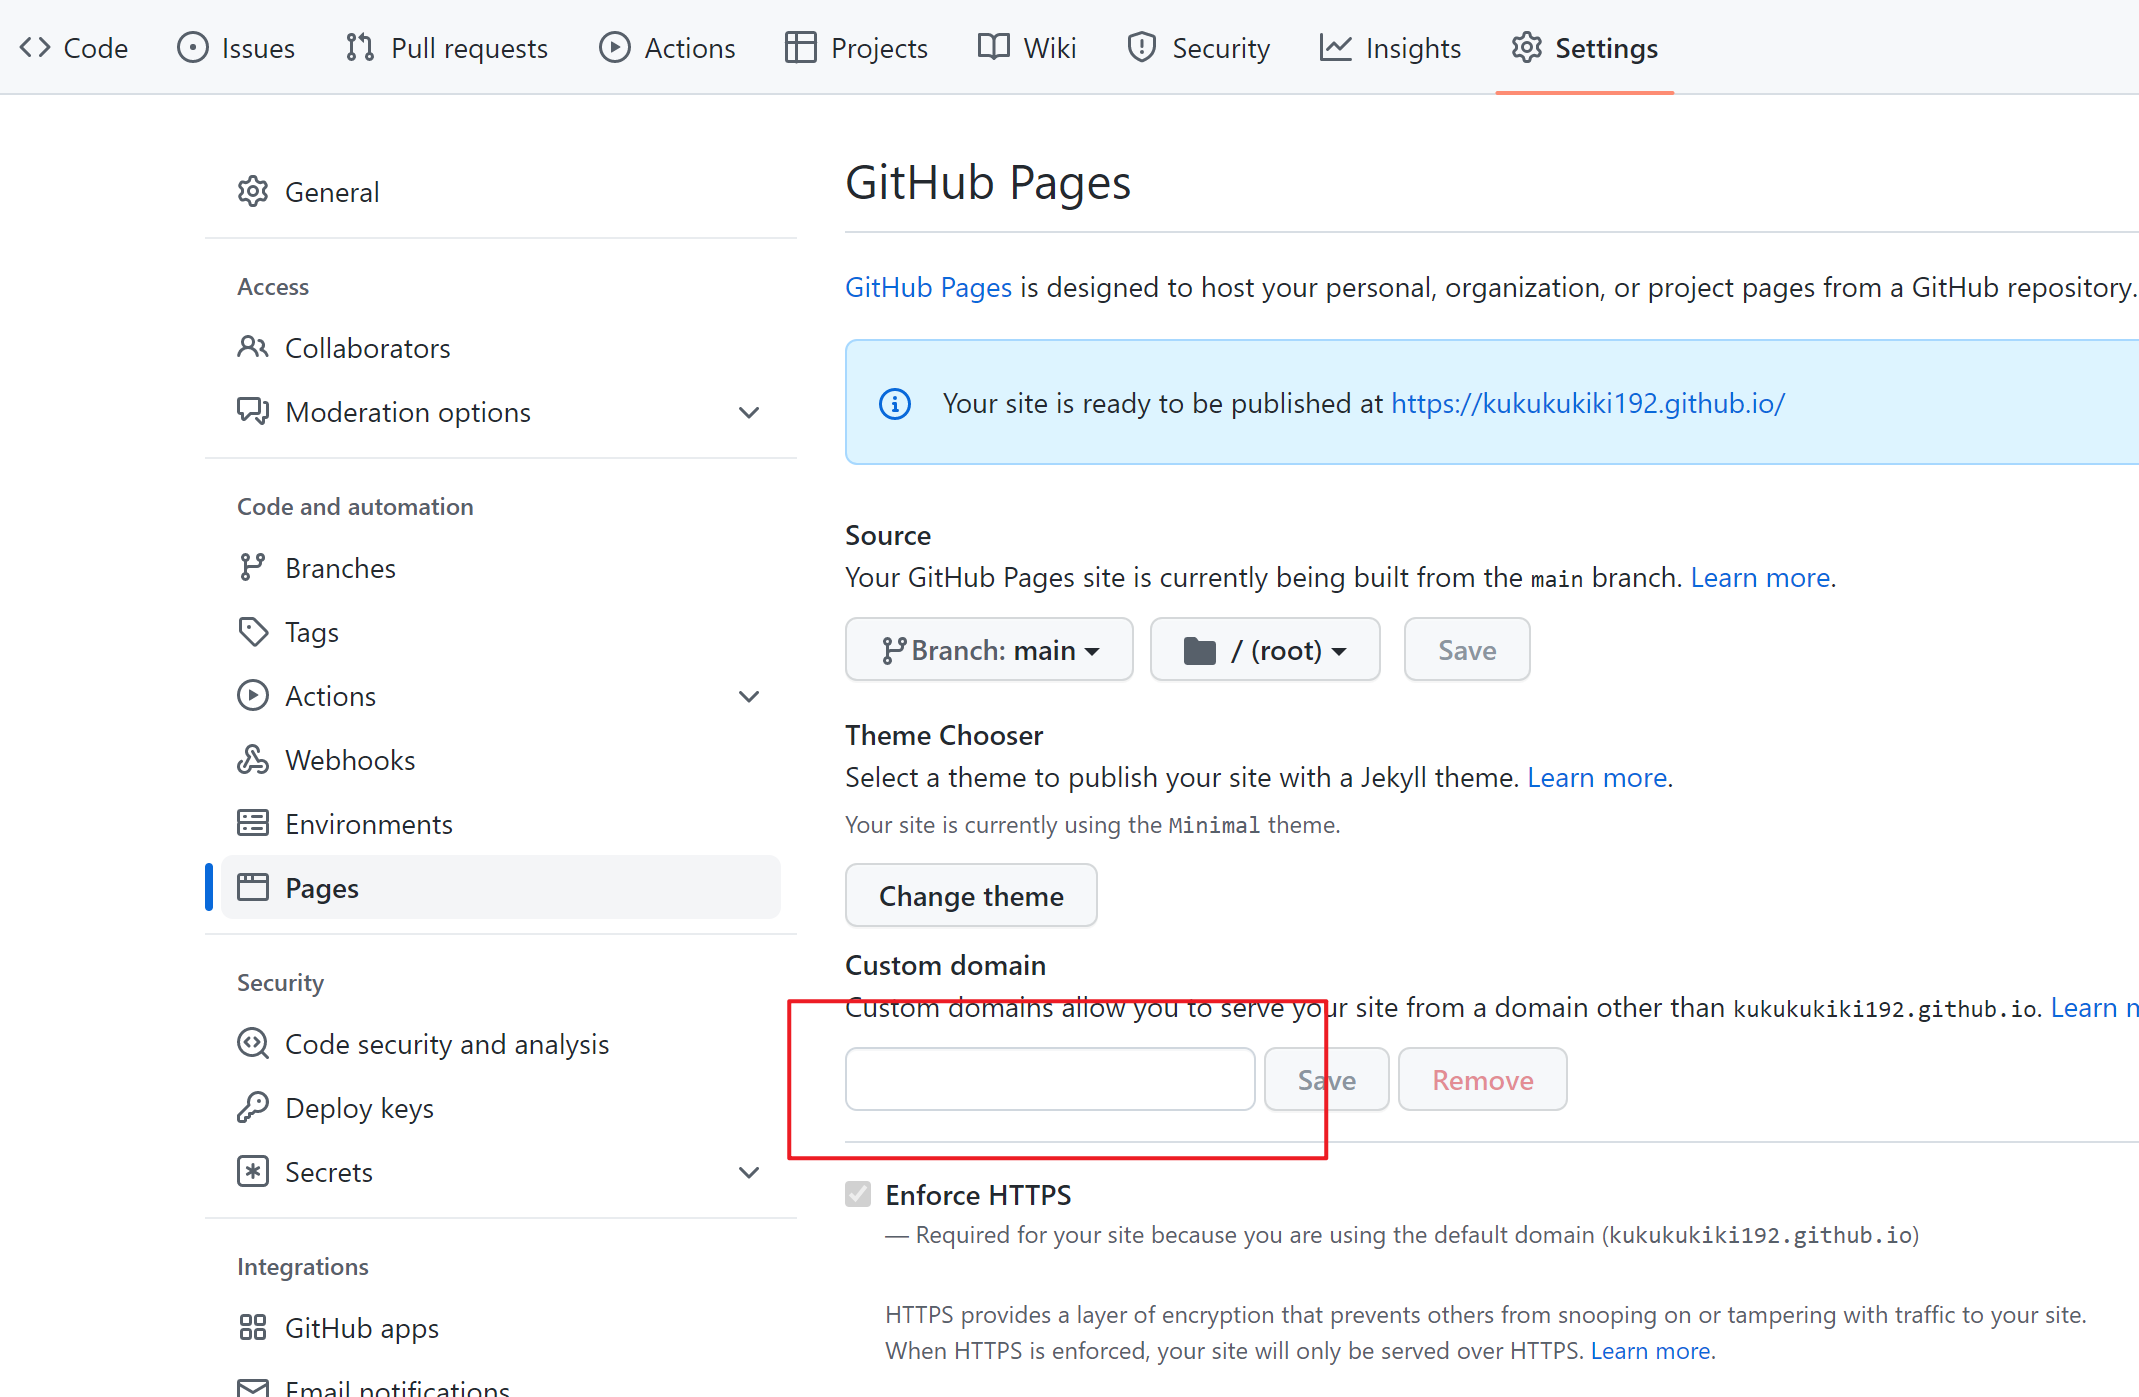 Code Issues Pull requests Actions Projects Wiki Security Insights Settings
General
Access
Collaborators
Moderation options
Code and automation
Branches
Tags
Actions
Webhooks
Environments
Pages
Security
Code security and analysis
Deploy keys
Secrets
Integrations
GitHub apps
Email notifications
GitHub Pages
GitHub Pages is designed to host your personal, organization, or project pages from a GitHub repository.
Your site is ready to be published at https://kukukukiki192.github.io/
Source
Your GitHub Pages site is currently being built from the main branch. Learn more.
Branch: main / (root) Save
Theme Chooser
Select a theme to publish your site with a Jekyll theme. Learn more.
Your site is currently using the Minimal theme.
Change theme
Custom domain
Custom domains allow you to serve your site from a domain other than kukukukiki192.github.io. Learn
Save Remove
Enforce HTTPS
— Required for your site because you are using the default domain (kukukukiki192.github.io)
HTTPS provides a layer of encryption that prevents others from snooping on or tampering with traffic to your site.
When HTTPS is enforced, your site will only be served over HTTPS. Learn more.